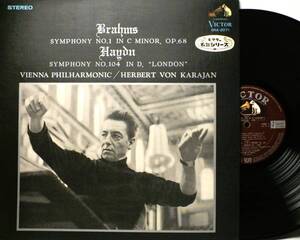 STEREO
Brahms
SYMPHONY NO.1 IN C MINOR, OP.68
Haydn
SYMPHONY NO.104 IN D, "LONDON"
VIENNA PHILHARMONIC / HERBERT VON KARAJAN
VICTOR
VICTOR